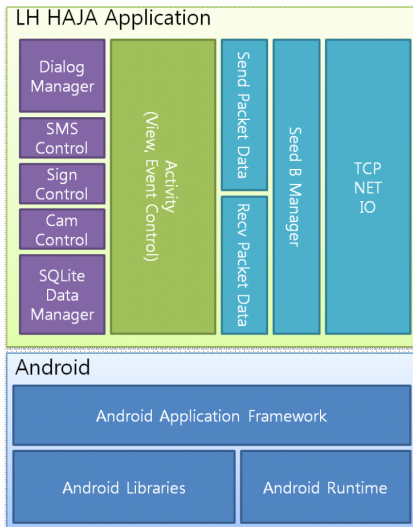 LH HAJA Application
Dialog
Manager
SMS
Control
Sign
Control
Cam
Control
SQLite
Data
Manager
Activity
(View, Event Control)
Send Packet Data
Recv Packet Data
Seed B Manager
TCP
NET
IO
Android
Android Application Framework
Android Libraries
Android Runtime